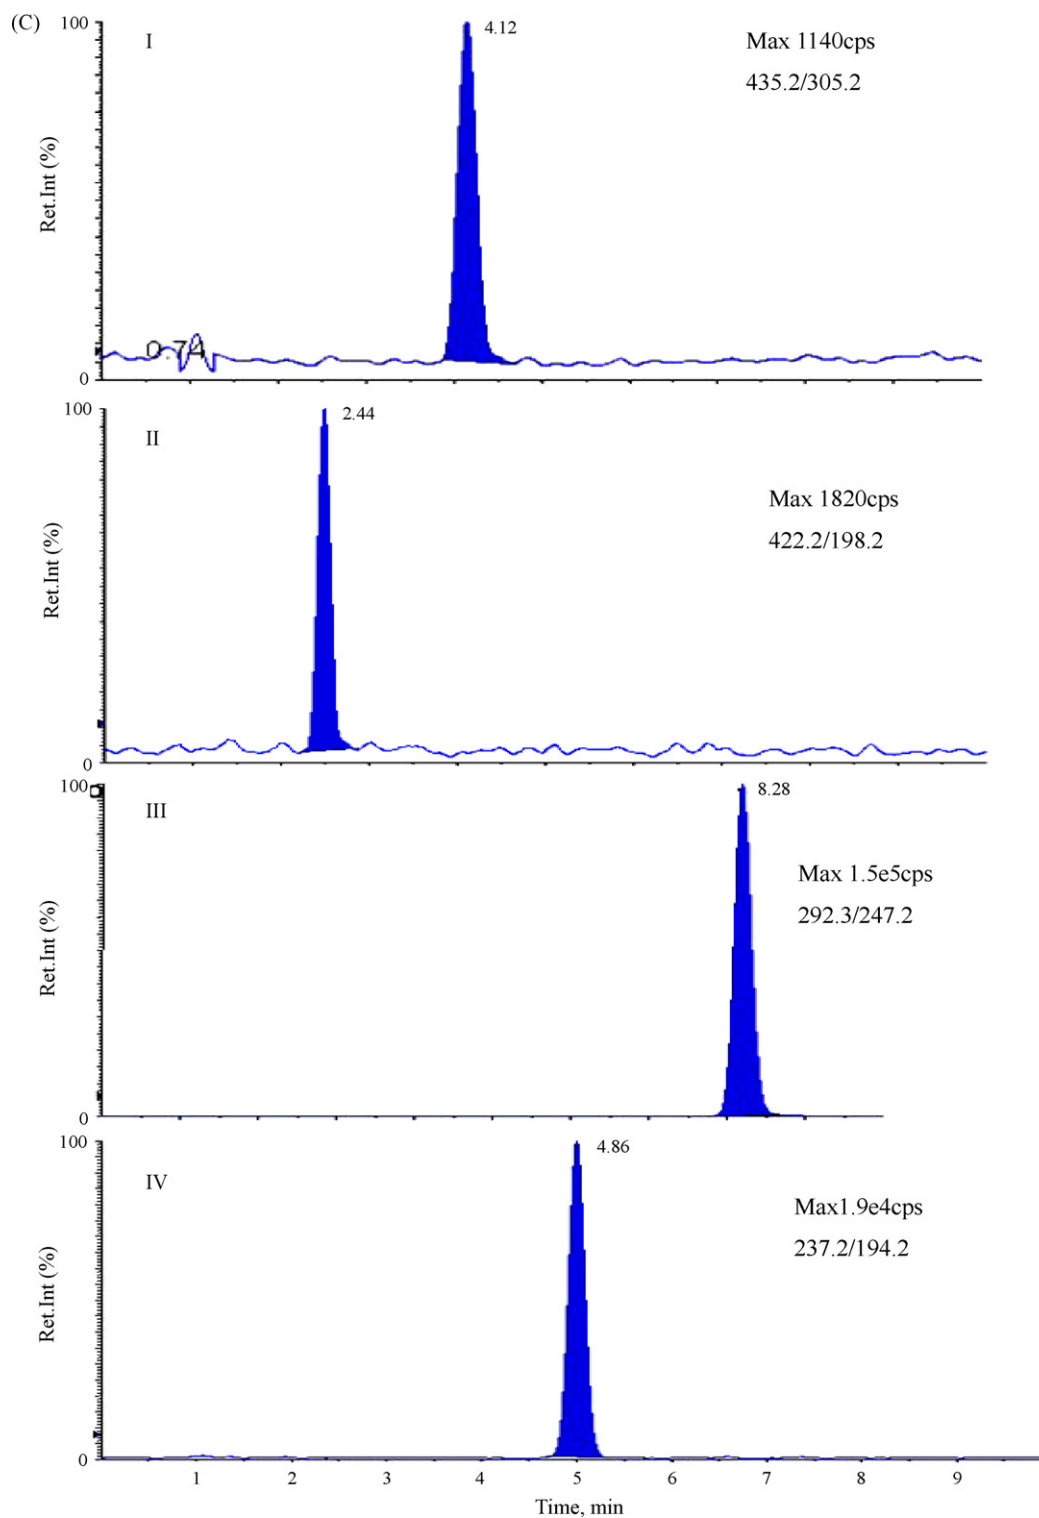 (C)
100
I
4.12
Max 1140cps
435.2/305.2
Ret.Int (%)
0.74
0
100
II
2.44
Max 1820cps
422.2/198.2
Ret.Int (%)
0
100
III
8.28
Max 1.5e5cps
292.3/247.2
Ret.Int (%)
0
100
IV
4.86
Max1.9e4cps
237.2/194.2
Ret.Int (%)
0
1 2 3 4 5 6 7 8 9
Time, min